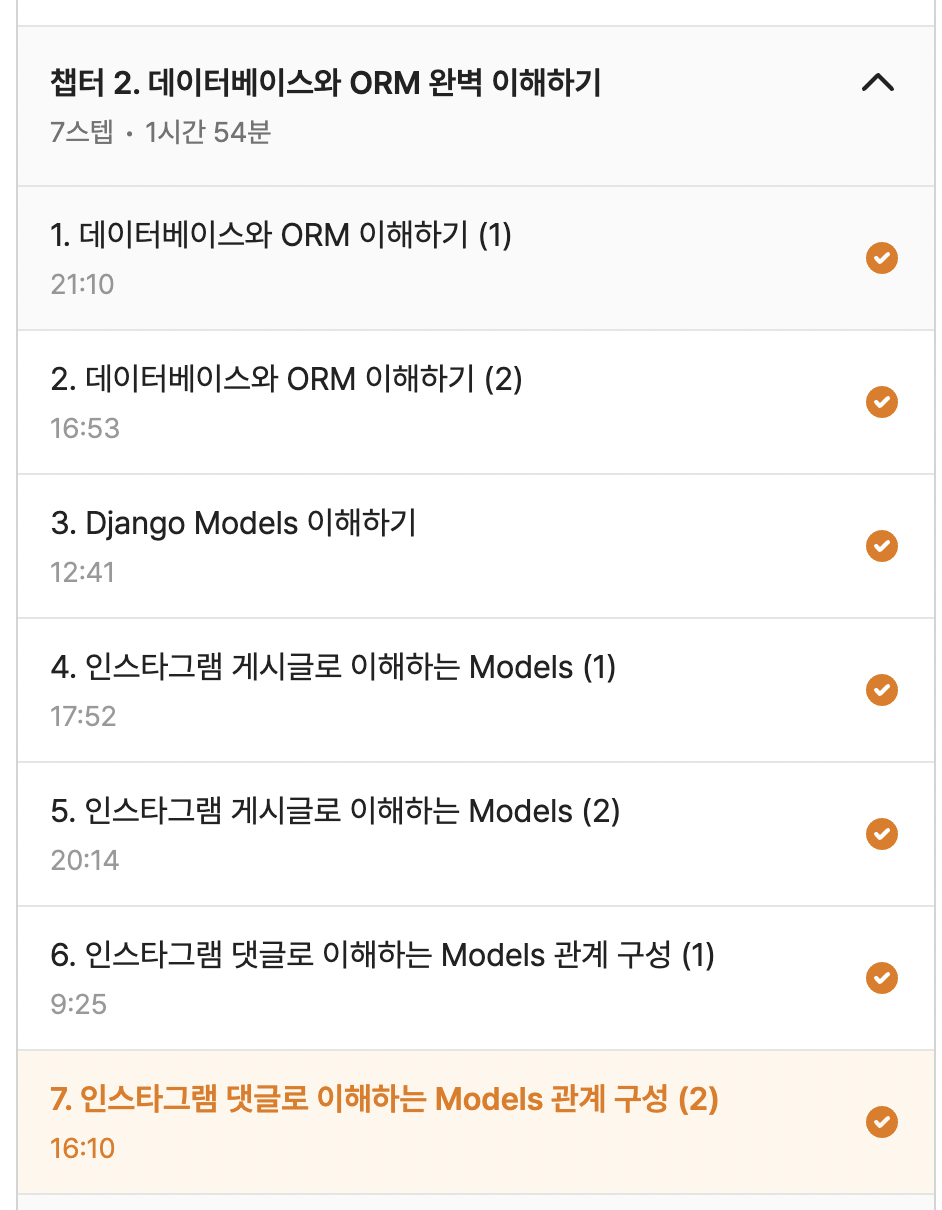 챕터 2. 데이터베이스와 ORM 완벽 이해하기
7스텝 • 1시간 54분
1. 데이터베이스와 ORM 이해하기 (1)
21:10
2. 데이터베이스와 ORM 이해하기 (2)
16:53
3. Django Models 이해하기
12:41
4. 인스타그램 게시글로 이해하는 Models (1)
17:52
5. 인스타그램 게시글로 이해하는 Models (2)
20:14
6. 인스타그램 댓글로 이해하는 Models 관계 구성 (1)
9:25
7. 인스타그램 댓글로 이해하는 Models 관계 구성 (2)
16:10